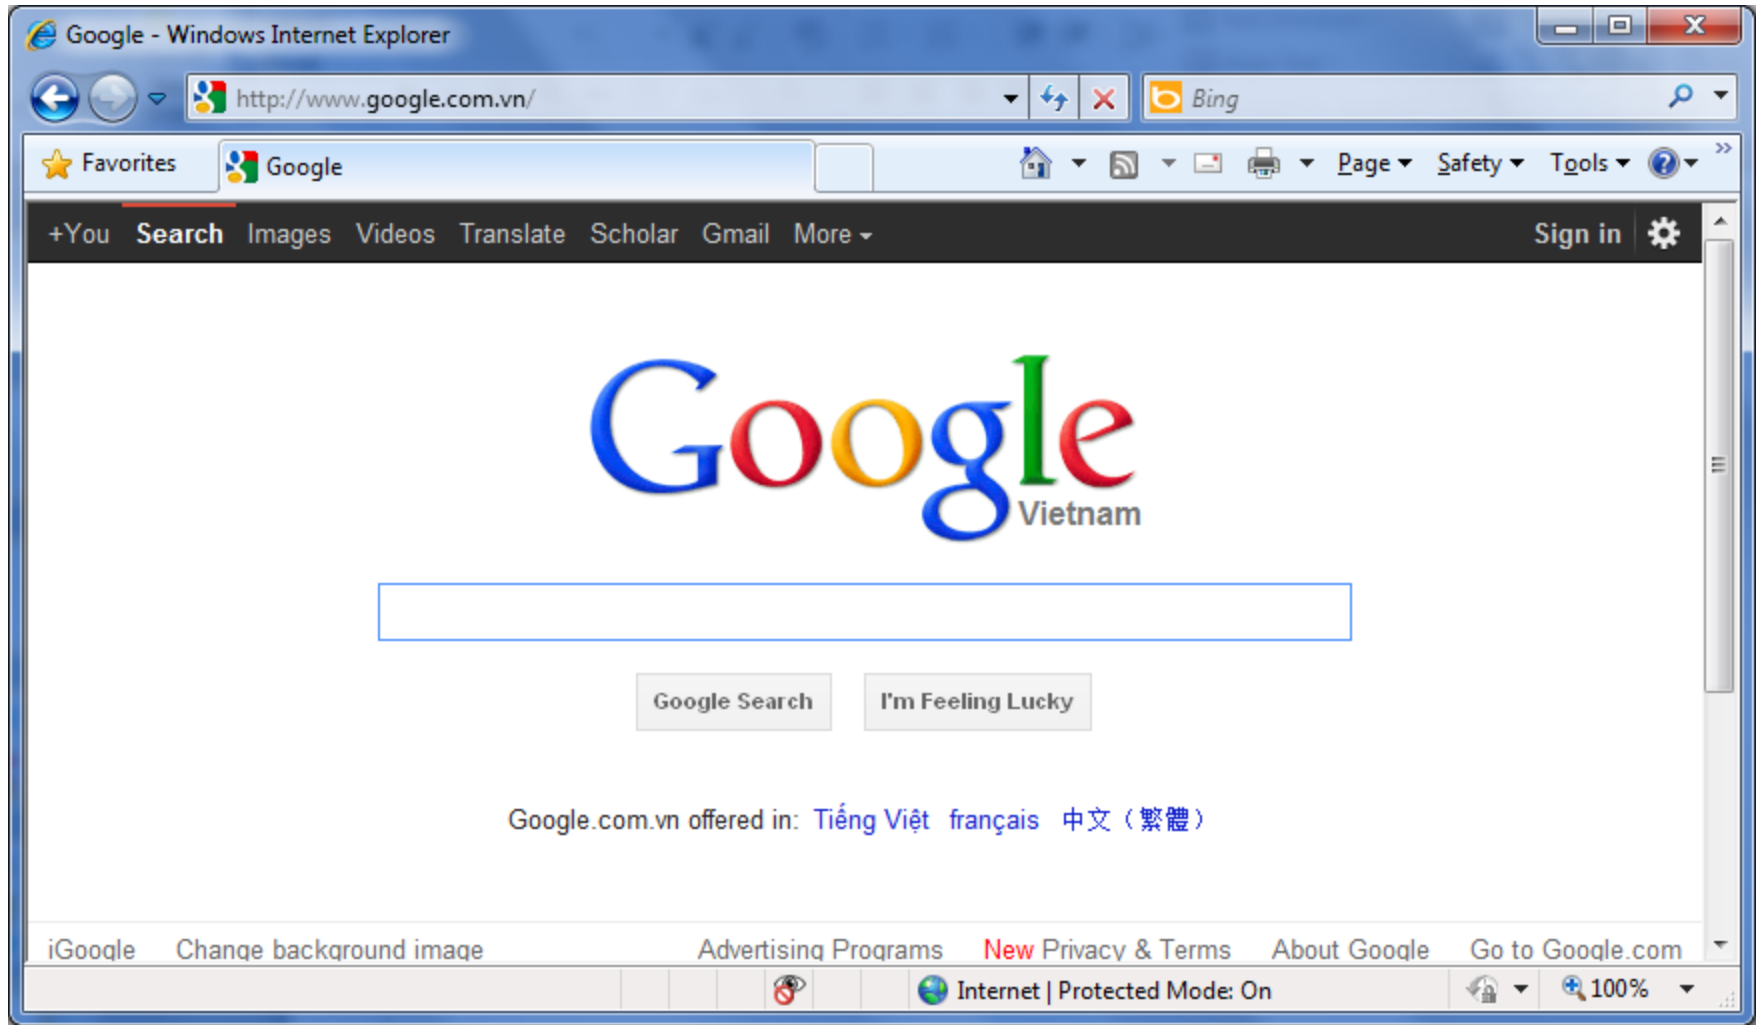 Google - Windows Internet Explorer
http://www.google.com.vn/ Bing
Favorites Google Page Safety Tools
+You Search Images Videos Translate Scholar Gmail More Sign in
Google
Vietnam
Google Search I'm Feeling Lucky
Google.com.vn offered in: Tiếng Việt français 中文（繁體）
iGoogle Change background image Advertising Programs New Privacy & Terms About Google Go to Google.com
Internet | Protected Mode: On 100%